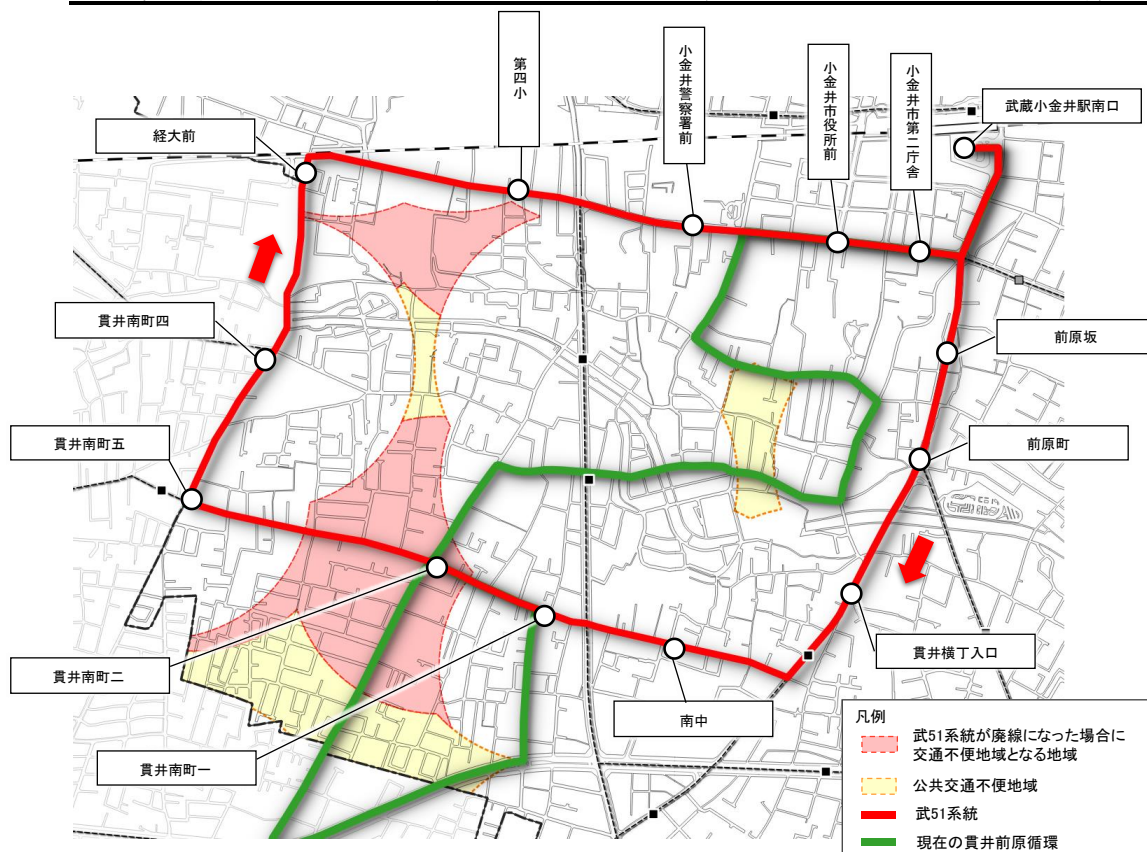 第四小
小金井警察署前
小金井市役所前
小金井市第二庁舎
武蔵小金井駅南口
経大前
貫井南町四
前原坂
貫井南町五
前原町
貫井南町二
貫井横丁入口
南中
貫井南町一
凡例
武51系統が廃線になった場合に
交通不便地域となる地域
公共交通不便地域
武51系統
現在の貫井前原循環